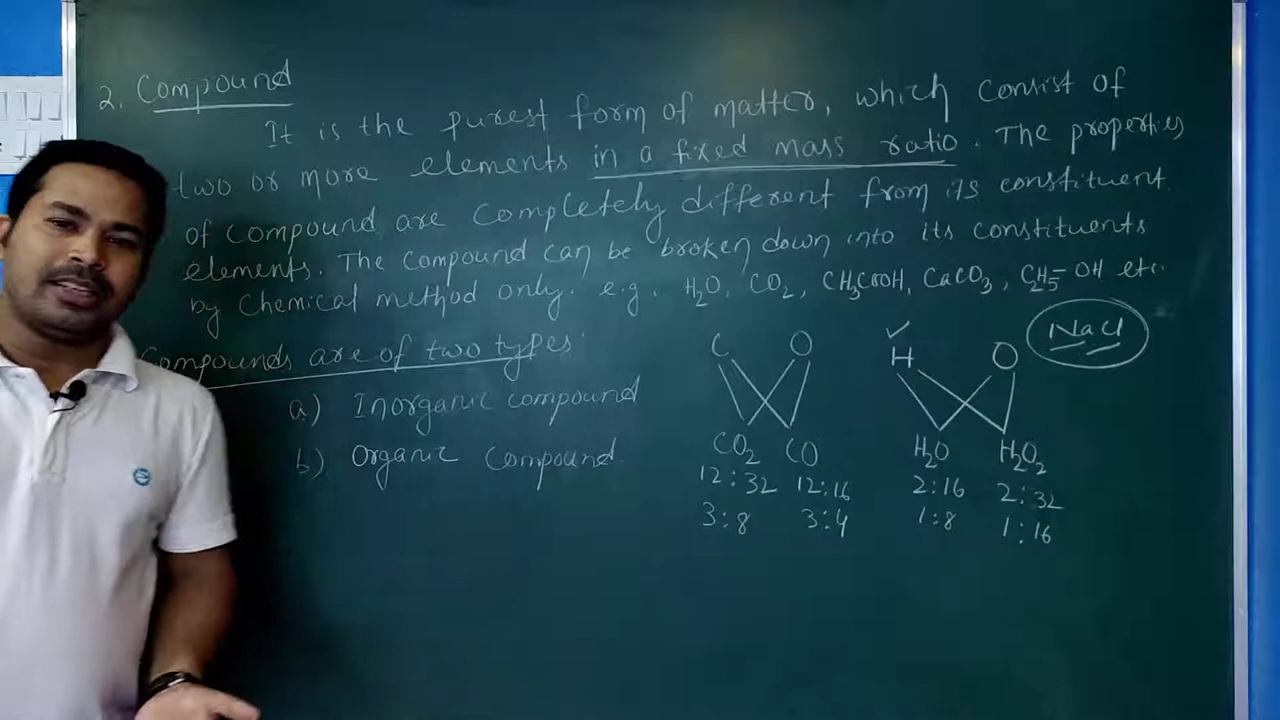 2. Compound
It is the purest form of matter, which consist of
two or more elements in a fixed mass ratio. The properties
of compound are completely different from its constituent
elements. The compound can be broken down into its constituents
by Chemical method only. e.g. H₂O, CO₂, CH₃COOH, CaCO₃, C₂H₅-OH etc.
Compounds are of two types:
a.) Inorganic compound
b.) Organic compound.
C O
CO₂ CO
12:32 12:16
3:8 3:4
✓
H O
H₂O H₂O₂
2:16 2:32
1:8 1:16
NaCl